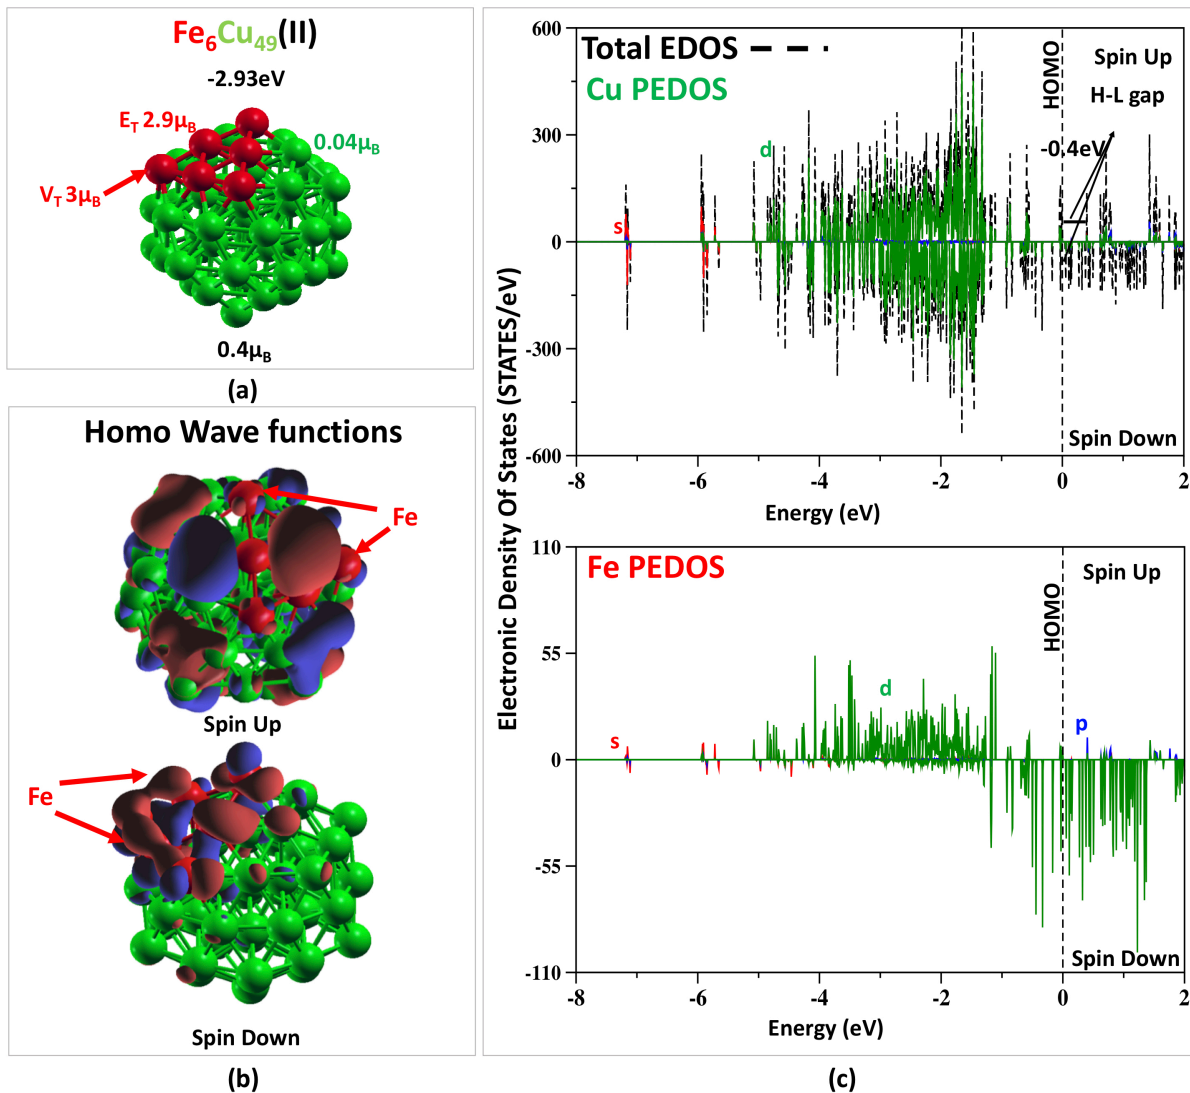 Fe6Cu49(II)
-2.93eV
ET 2.9μB
0.04μB
VT 3μB
0.4μB
(a)
Homo Wave functions
Fe
Spin Up
Fe
Spin Down
(b)
Electronic Density Of States (STATES/eV)
600
300
0
-300
-600
Total EDOS
Cu PEDOS
HOMO
Spin Up
H-L gap
-0.4eV
d
s
Spin Down
-8 -6 -4 -2 0 2
Energy (eV)
110
55
0
-55
-110
Fe PEDOS
HOMO
Spin Up
d
s
p
Spin Down
-8 -6 -4 -2 0 2
Energy (eV)
(c)